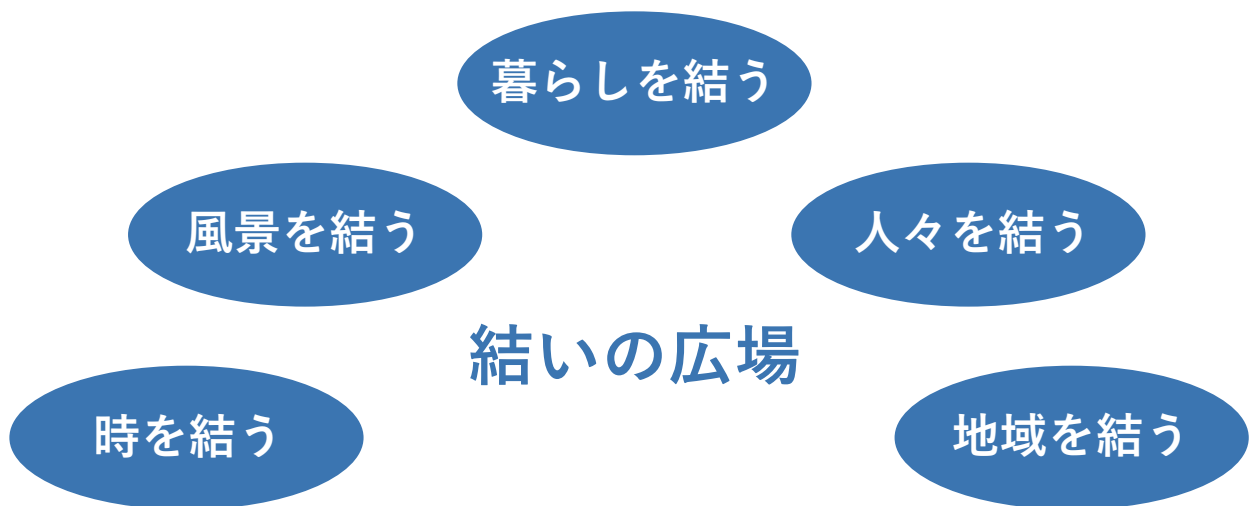 暮らしを結う
風景を結う
人々を結う
結いの広場
時を結う
地域を結う